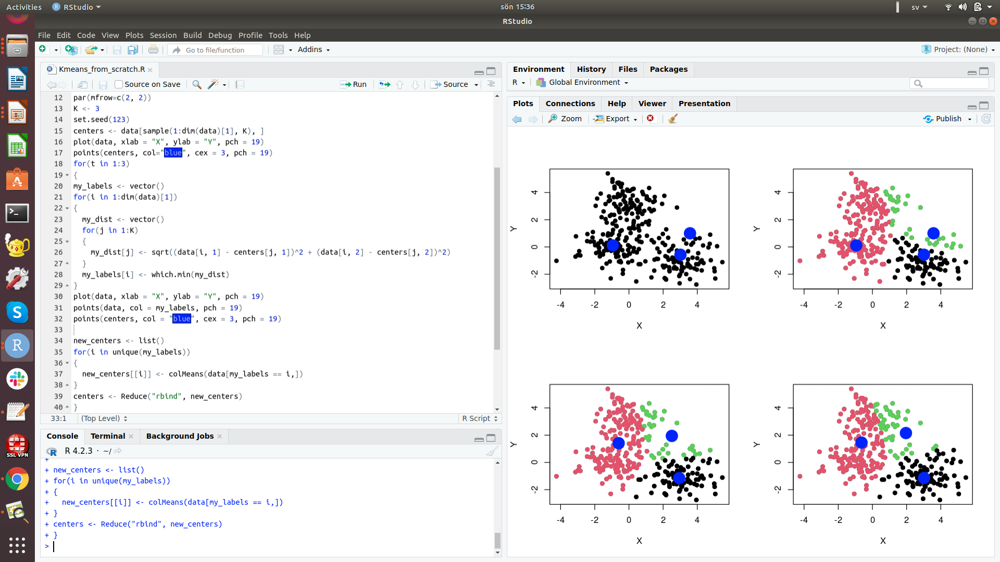 Activities RStudio sön 15:36 sv
RStudio
File Edit Code View Plots Session Build Debug Profile Tools Help
Go to file/function Addins Project: (None)
Kmeans_from_scratch.R
Source on Save Run Source
12 par(mfrow=c(2, 2))
13 K <- 3
14 set.seed(123)
15 centers <- data[sample(1:dim(data)[1], K), ]
16 plot(data, xlab = "X", ylab = "Y", pch = 19)
17 points(centers, col="blue", cex = 3, pch = 19)
18 for(t in 1:3)
19 {
20 my_labels <- vector()
21 for(i in 1:dim(data)[1])
22 {
23 my_dist <- vector()
24 for(j in 1:K)
25 {
26 my_dist[j] <- sqrt((data[i, 1] - centers[j, 1])^2 + (data[i, 2] - centers[j, 2])^2)
27 }
28 my_labels[i] <- which.min(my_dist)
29 }
30 plot(data, xlab = "X", ylab = "Y", pch = 19)
31 points(data, col = my_labels, pch = 19)
32 points(centers, col = "blue", cex = 3, pch = 19)
33
34 new_centers <- list()
35 for(i in unique(my_labels))
36 {
37 new_centers[[i]] <- colMeans(data[my_labels == i,])
38 }
39 centers <- Reduce("rbind", new_centers)
40 }
33:1 (Top Level) R Script
Console Terminal Background Jobs
R 4.2.3 · ~/
+
+ new_centers <- list()
+ for(i in unique(my_labels))
+ {
+ new_centers[[i]] <- colMeans(data[my_labels == i,])
+ }
+ centers <- Reduce("rbind", new_centers)
+ }
>
Environment History Files Packages
R Global Environment
Plots Connections Help Viewer Presentation
Zoom Export Publish
Y
4
2
0
-2
-4 -2 0 2 4
X
Y
4
2
0
-2
-4 -2 0 2 4
X
Y
4
2
0
-2
-4 -2 0 2 4
X
Y
4
2
0
-2
-4 -2 0 2 4
X
A
R
S
SSL VPN